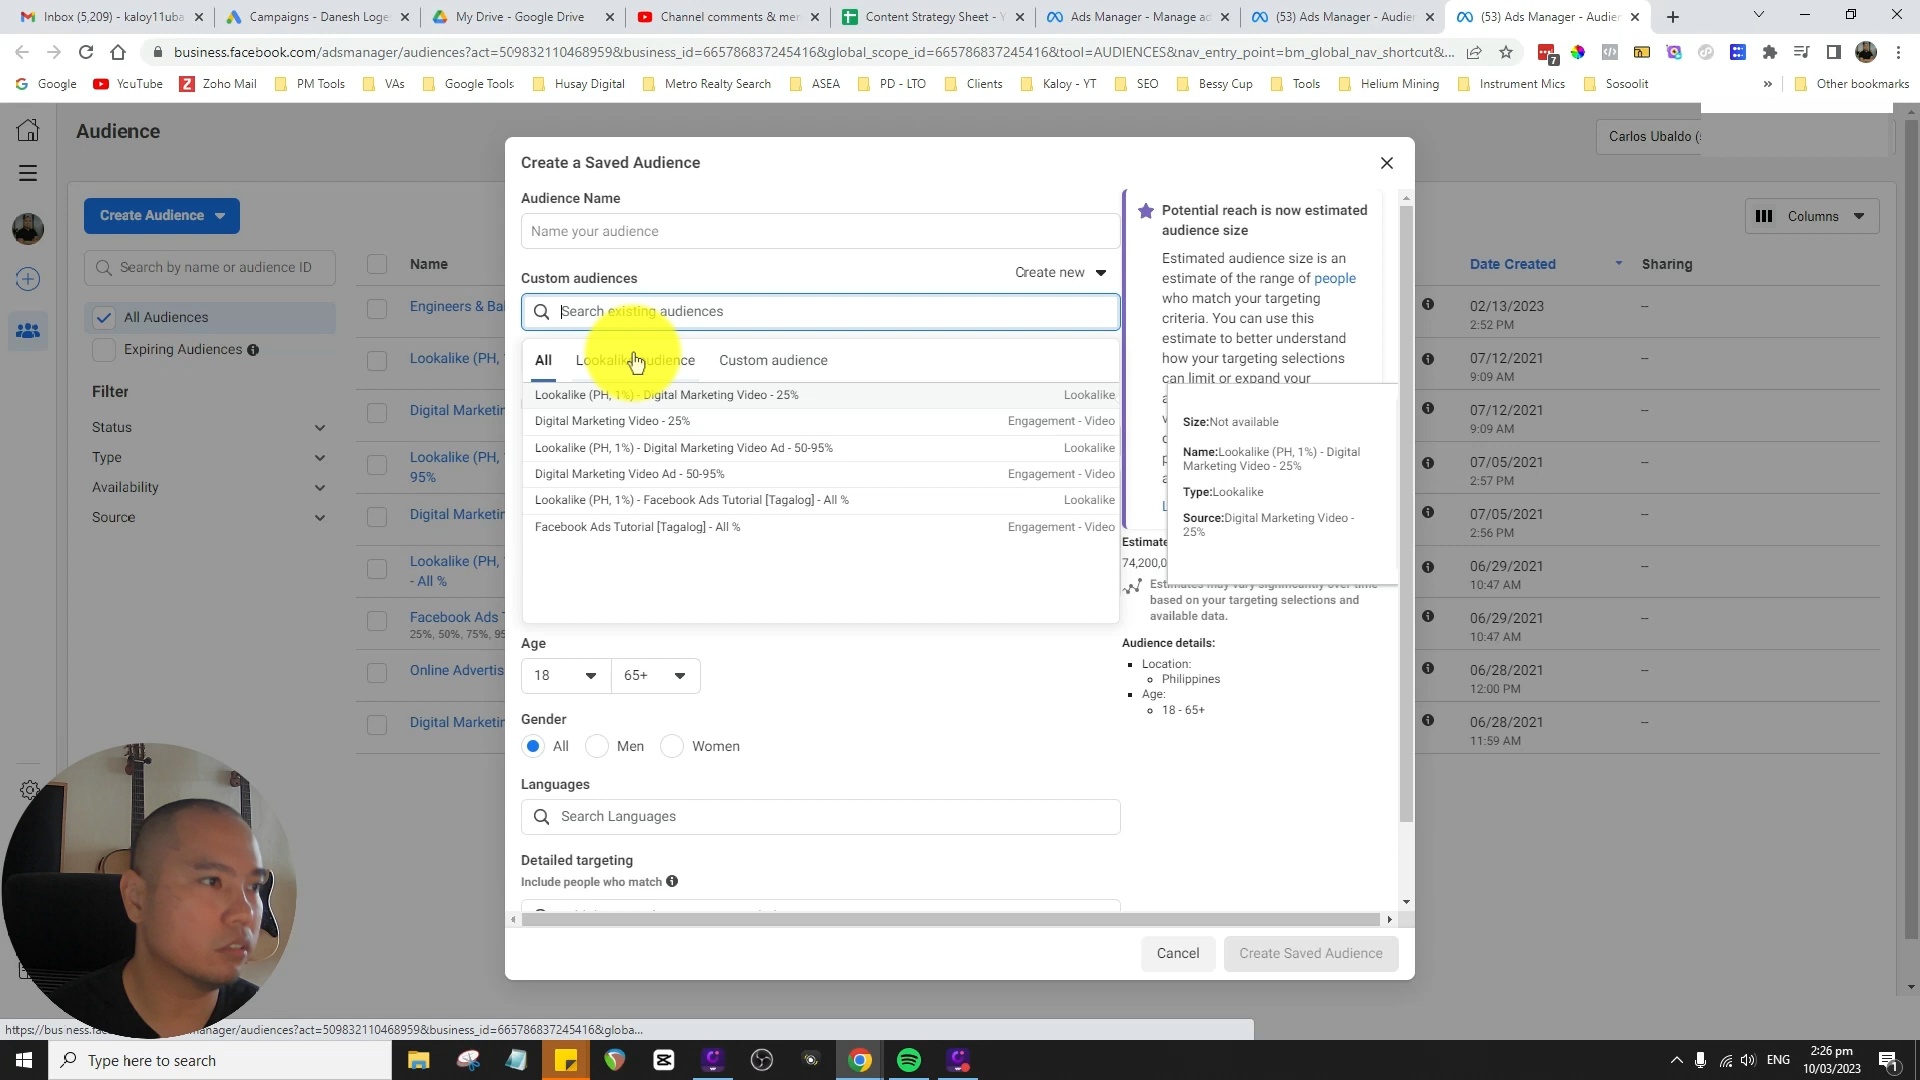 Inbox (5,209) - kaloy11uba
Campaigns - Danesh Loge
My Drive - Google Drive
Channel comments & me
Content Strategy Sheet - Y
Ads Manager - Manage ad
(53) Ads Manager - Audier
(53) Ads Manager - Audier
business.facebook.com/adsmanager/audiences?act=509832110468959&business_id=665786837245416&global_scope_id=665786837245416&tool=AUDIENCES&nav_entry_point=bm_global_nav_shortcut&...
7
Google
YouTube
Zoho Mail
PM Tools
VAs
Google Tools
Husay Digital
Metro Realty Search
ASEA
PD - LTO
Clients
Kaloy - YT
SEO
Bessy Cup
Tools
Helium Mining
Instrument Mics
Sosoolit
»
Other bookmarks
Audience
Carlos Ubaldo (
Create Audience
Columns
Search by name or audience ID
All Audiences
Expiring Audiences
Filter
Status
Type
Availability
Source
Name
Date Created
Sharing
Engineers & Ba
02/13/2023
2:52 PM
--
Lookalike (PH,
07/12/2021
9:09 AM
--
Digital Marketin
07/12/2021
9:09 AM
--
Lookalike (PH,
95%
07/05/2021
2:57 PM
--
Digital Marketin
07/05/2021
2:56 PM
--
Lookalike (PH,
- All %
06/29/2021
10:47 AM
--
Facebook Ads
25%, 50%, 75%, 95
06/29/2021
10:47 AM
--
Online Advertis
06/28/2021
12:00 PM
--
Digital Marketin
06/28/2021
11:59 AM
--
Create a Saved Audience
Audience Name
Name your audience
Custom audiences
Create new
Search existing audiences
All
Lookalike audience
Custom audience
Lookalike (PH, 1%) - Digital Marketing Video - 25%
Lookalike
Digital Marketing Video - 25%
Engagement - Video
Lookalike (PH, 1%) - Digital Marketing Video Ad - 50-95%
Lookalike
Digital Marketing Video Ad - 50-95%
Engagement - Video
Lookalike (PH, 1%) - Facebook Ads Tutorial [Tagalog] - All %
Lookalike
Facebook Ads Tutorial [Tagalog] - All %
Engagement - Video
Age
18
65+
Gender
All
Men
Women
Languages
Search Languages
Detailed targeting
Include people who match
Potential reach is now estimated
audience size
Estimated audience size is an
estimate of the range of people
who match your targeting
criteria. You can use this
estimate to better understand
how your targeting selections
can limit or expand your
Size:Not available
Name:Lookalike (PH, 1%) - Digital
Marketing Video - 25%
Type:Lookalike
Source:Digital Marketing Video -
25%
Estimate
74,200,0
Estimates may vary significantly over time
based on your targeting selections and
available data.
Audience details:
Location:
Philippines
Age:
18 - 65+
Cancel
Create Saved Audience
Type here to search
ENG
2:26 pm
10/03/2023
1